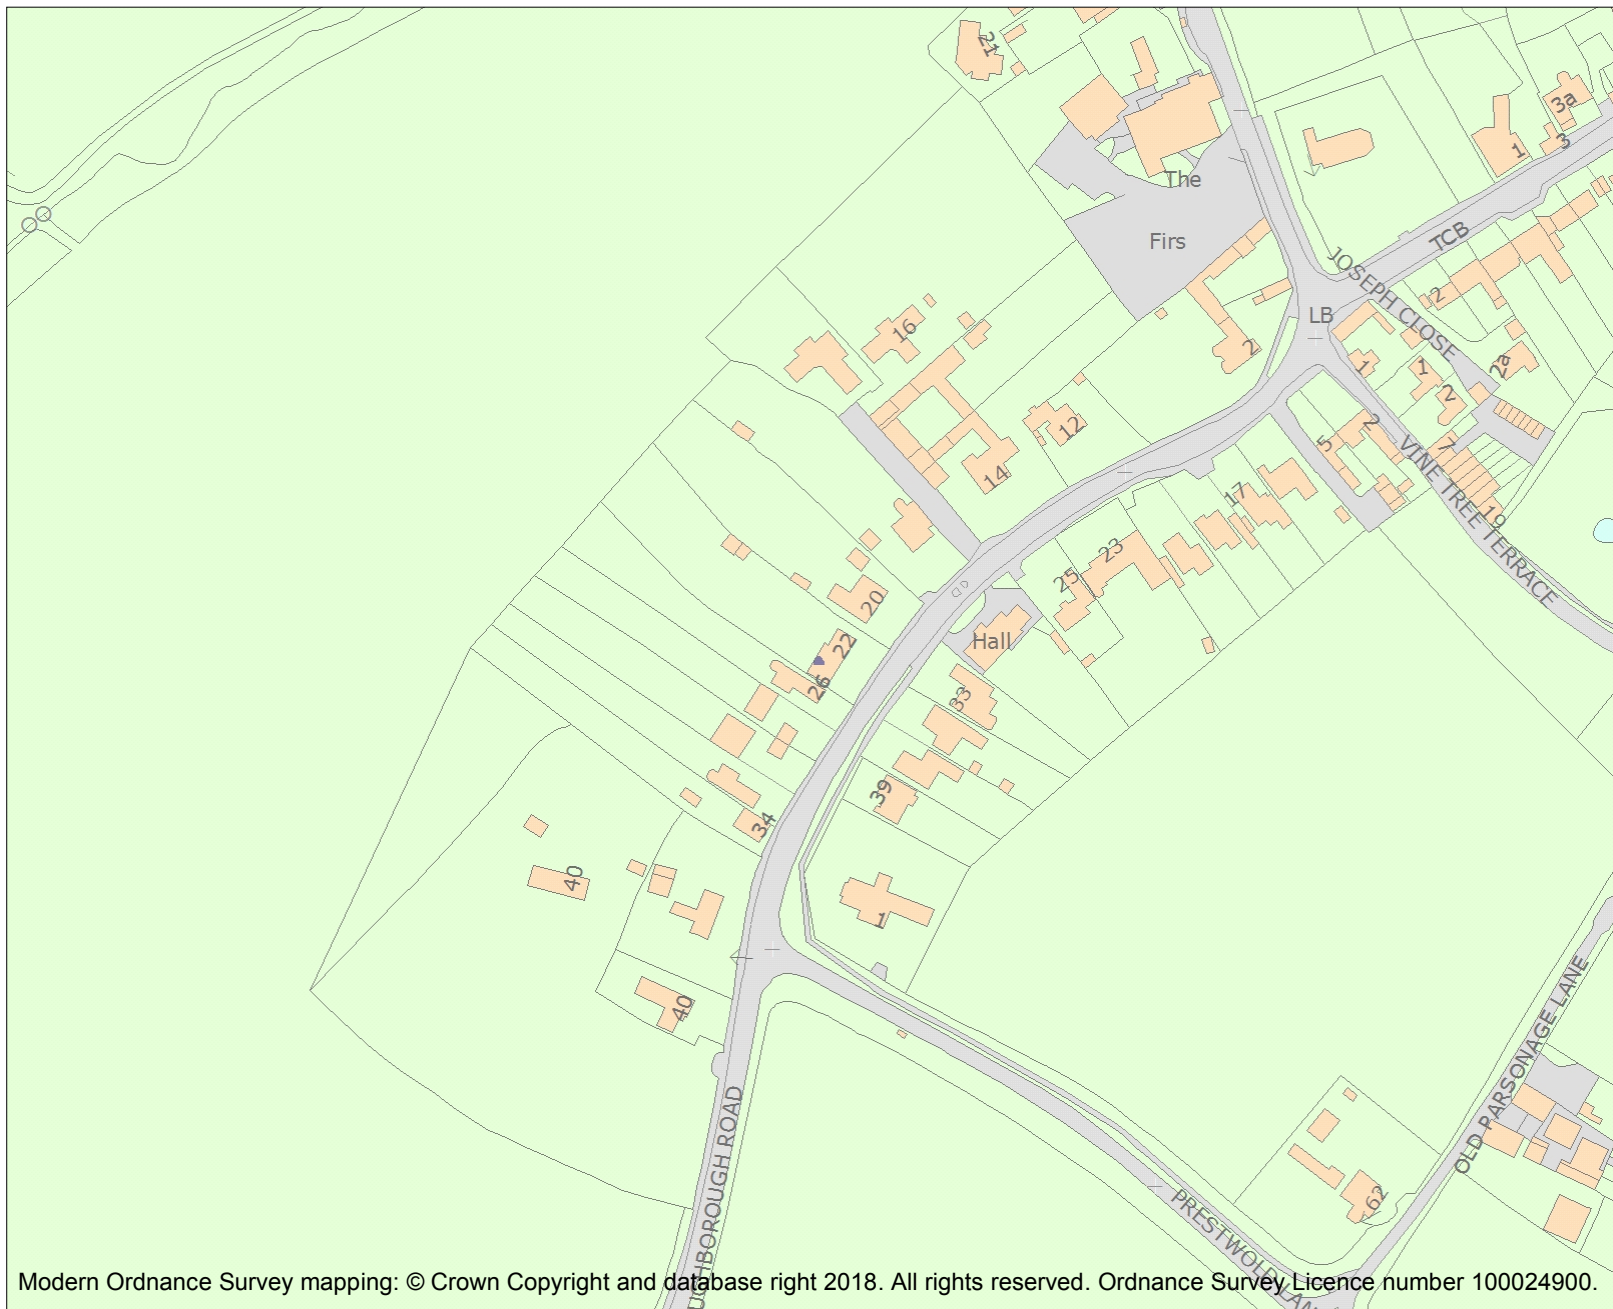 21
3a
1
3
The
Firs
TCB
JOSEPH CLOSE
2
LB
16
2
1
1
2
2a
12
14
5
2
7
VINE TREE TERRACE
17
19
23
25
20
Hall
22
26
33
39
34
40
1
40
OLD PARSONAGE LANE
UGHBOROUGH ROAD
62
PRESTWOLD LAN
Modern Ordnance Survey mapping: © Crown Copyright and database right 2018. All rights reserved. Ordnance Survey Licence number 100024900.